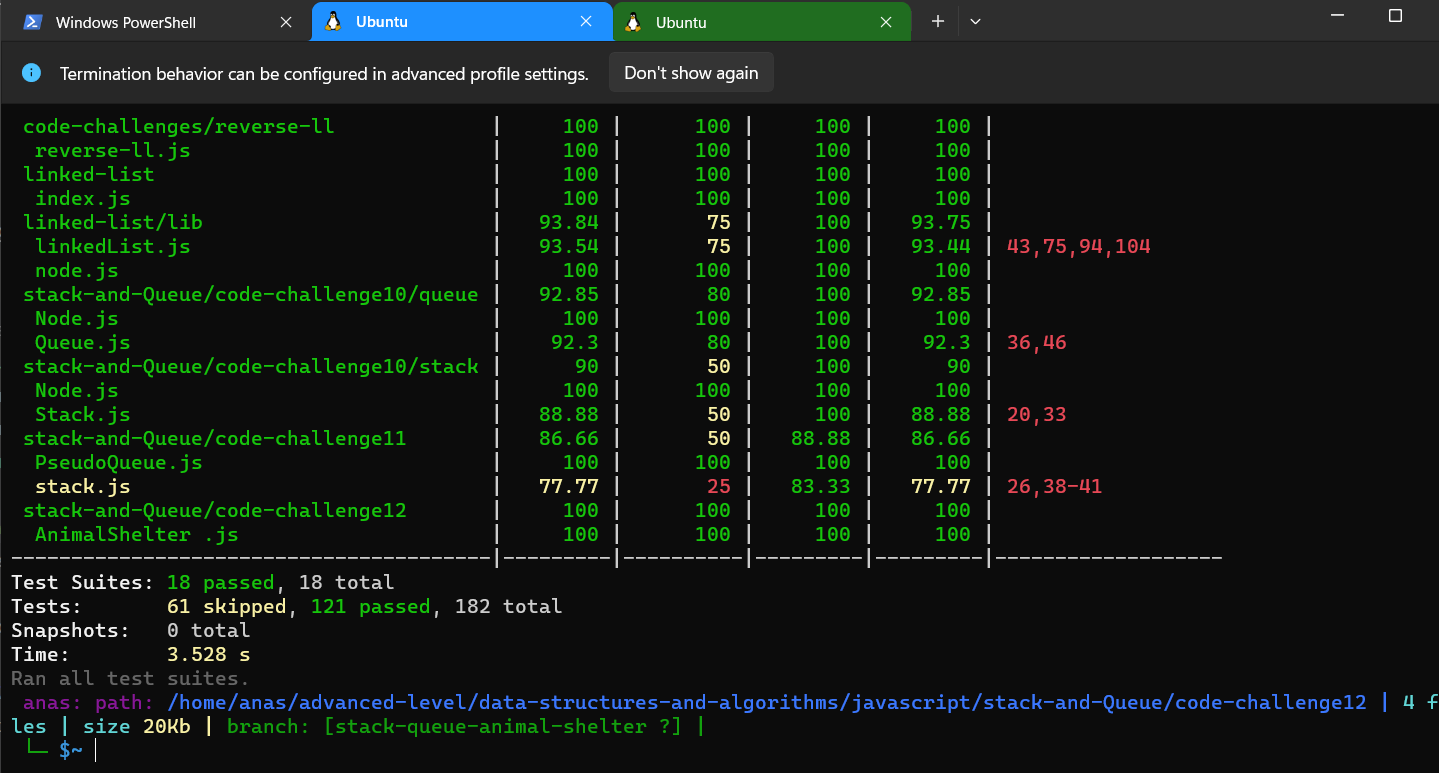 Windows PowerShell Ubuntu Ubuntu
Termination behavior can be configured in advanced profile settings. Don't show again
code-challenges/reverse-ll | 100 | 100 | 100 | 100 |
reverse-ll.js | 100 | 100 | 100 | 100 |
linked-list | 100 | 100 | 100 | 100 |
index.js | 100 | 100 | 100 | 100 |
linked-list/lib | 93.84 | 75 | 100 | 93.75 |
linkedList.js | 93.54 | 75 | 100 | 93.44 | 43,75,94,104
node.js | 100 | 100 | 100 | 100 |
stack-and-Queue/code-challenge10/queue | 92.85 | 80 | 100 | 92.85 |
Node.js | 100 | 100 | 100 | 100 |
Queue.js | 92.3 | 80 | 100 | 92.3 | 36,46
stack-and-Queue/code-challenge10/stack | 90 | 50 | 100 | 90 |
Node.js | 100 | 100 | 100 | 100 |
Stack.js | 88.88 | 50 | 100 | 88.88 | 20,33
stack-and-Queue/code-challenge11 | 86.66 | 50 | 88.88 | 86.66 |
PseudoQueue.js | 100 | 100 | 100 | 100 |
stack.js | 77.77 | 25 | 83.33 | 77.77 | 26,38-41
stack-and-Queue/code-challenge12 | 100 | 100 | 100 | 100 |
AnimalShelter .js | 100 | 100 | 100 | 100 |
----------------------------------------|---------|----------|---------|---------|-------------------
Test Suites: 18 passed, 18 total
Tests: 61 skipped, 121 passed, 182 total
Snapshots: 0 total
Time: 3.528 s
Ran all test suites.
anas: path: /home/anas/advanced-level/data-structures-and-algorithms/javascript/stack-and-Queue/code-challenge12 | 4 f
les | size 20Kb | branch: [stack-queue-animal-shelter ?] |
└─ $~